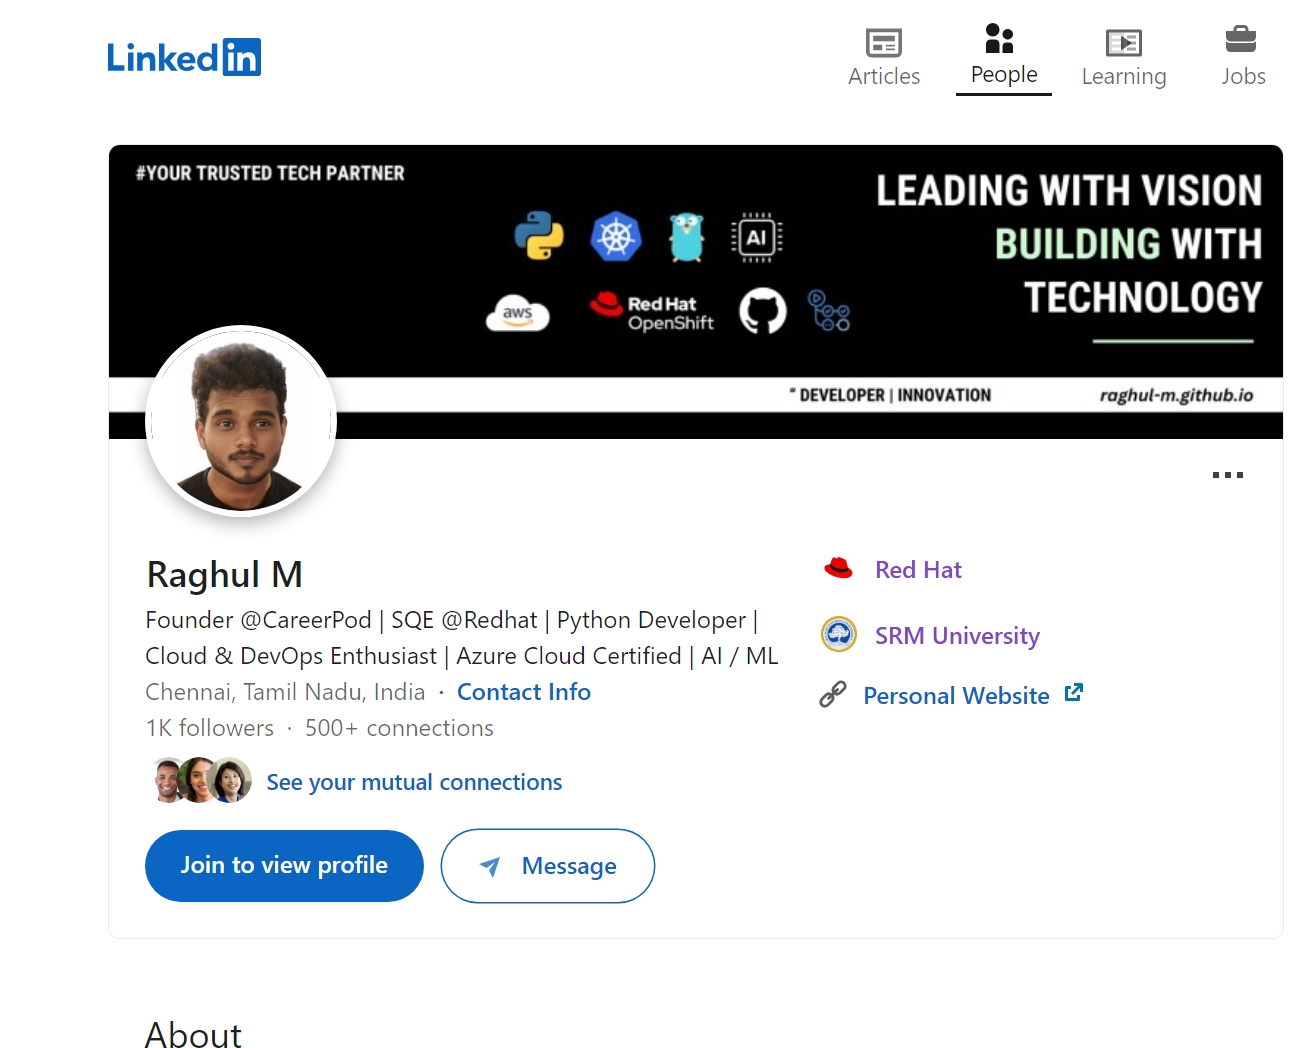 LinkedIn
Articles
People
Learning
Jobs
#YOUR TRUSTED TECH PARTNER
LEADING WITH VISION
BUILDING WITH
TECHNOLOGY
AI
aws
Red Hat
OpenShift
“ DEVELOPER | INNOVATION
raghul-m.github.io
Raghul M
Founder @CareerPod | SQE @Redhat | Python Developer |
Cloud & DevOps Enthusiast | Azure Cloud Certified | AI / ML
Chennai, Tamil Nadu, India · Contact Info
1K followers · 500+ connections
See your mutual connections
Join to view profile
Message
Red Hat
SRM University
Personal Website
About